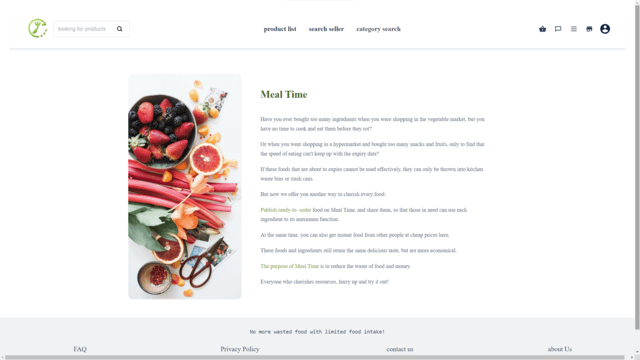 looking for products
product list
search seller
category search
Meal Time
Have you ever bought too many ingredients when you were shopping in the vegetable market, but you
have no time to cook and eat them before they rot?
Or when you went shopping in a hypermarket and bought too many snacks and fruits, only to find that
the speed of eating can't keep up with the expiry date?
If these foods that are about to expire cannot be used effectively, they can only be thrown into kitchen
waste bins or trash cans.
But now we offer you another way to cherish every food:
Publish ready-to-order food on Meal Time, and share them, so that those in need can use each
ingredient to its maximum function.
At the same time, you can also get instant food from other people at cheap prices here.
These foods and ingredients still retain the same delicious taste, but are more economical.
The purpose of Meal Time is to reduce the waste of food and money.
Everyone who cherishes resources, hurry up and try it out!
No more wasted food with limited food intake!
FAQ
Privacy Policy
contact us
about Us